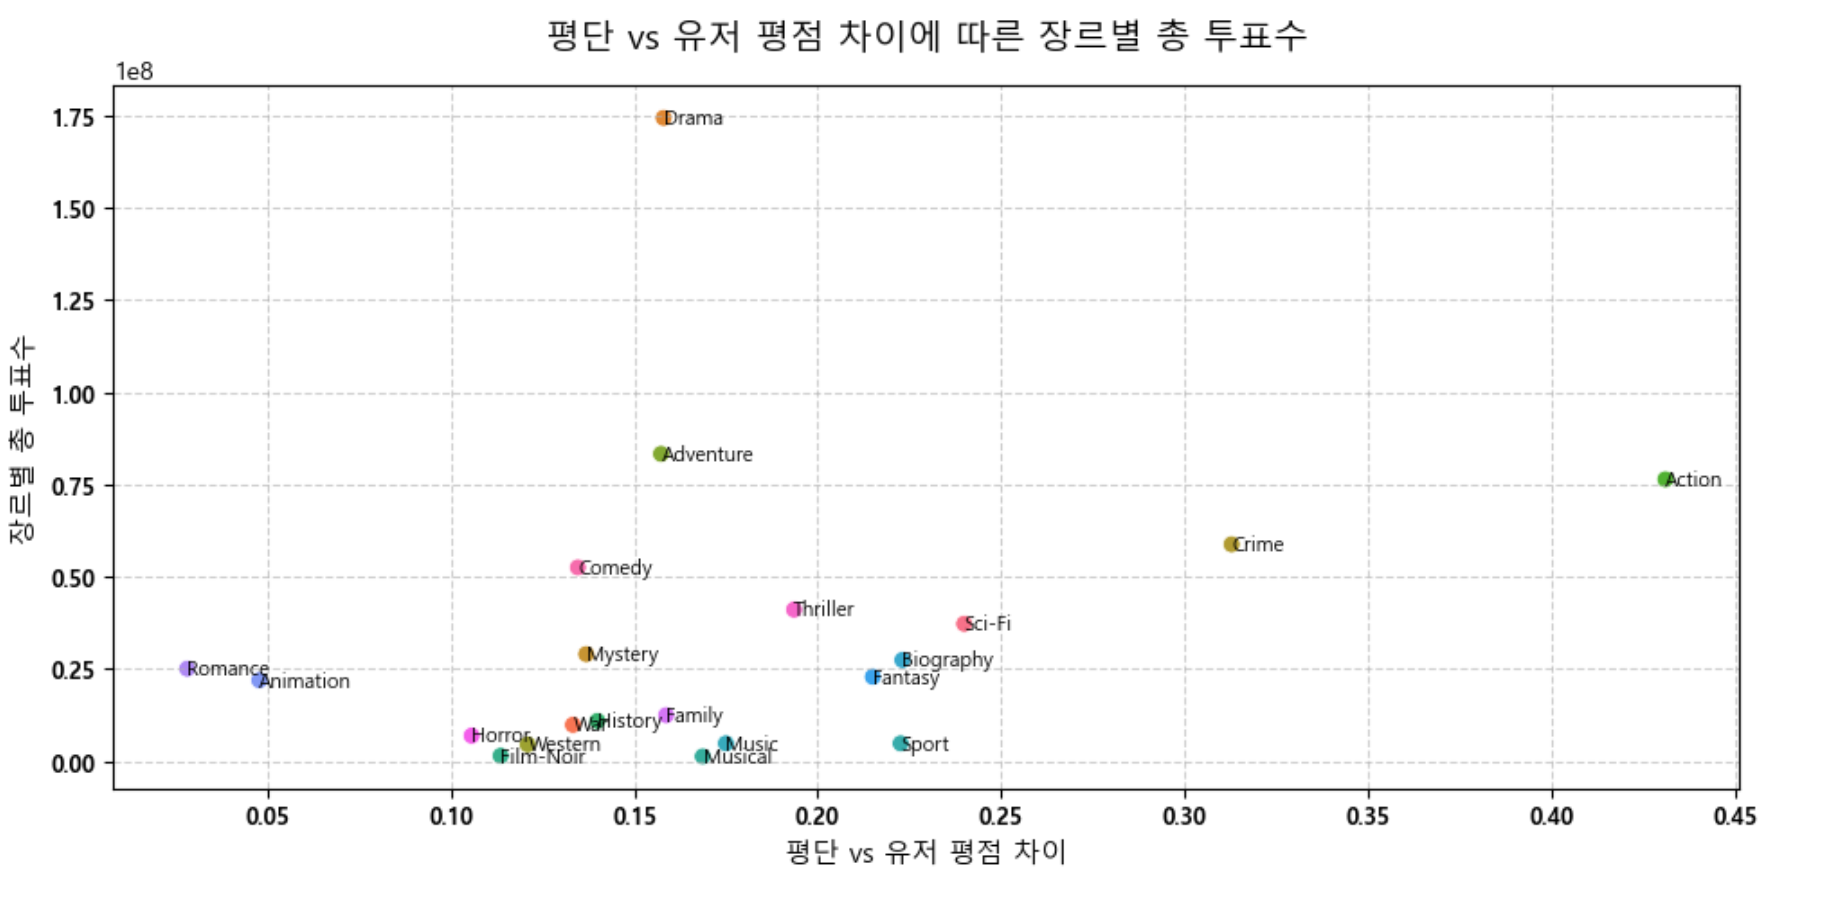 평단 vs 유저 평점 차이에 따른 장르별 총 투표수
1e8
1.75
1.50
1.25
1.00
0.75
0.50
0.25
0.00
장르별 총 투표수
Drama
Adventure
Action
Crime
Comedy
Thriller
Sci-Fi
Mystery
Biography
Romance
Fantasy
Animation
Family
History
War
Horror
Western
Music
Sport
Film-Noir
Musical
0.05 0.10 0.15 0.20 0.25 0.30 0.35 0.40 0.45
평단 vs 유저 평점 차이